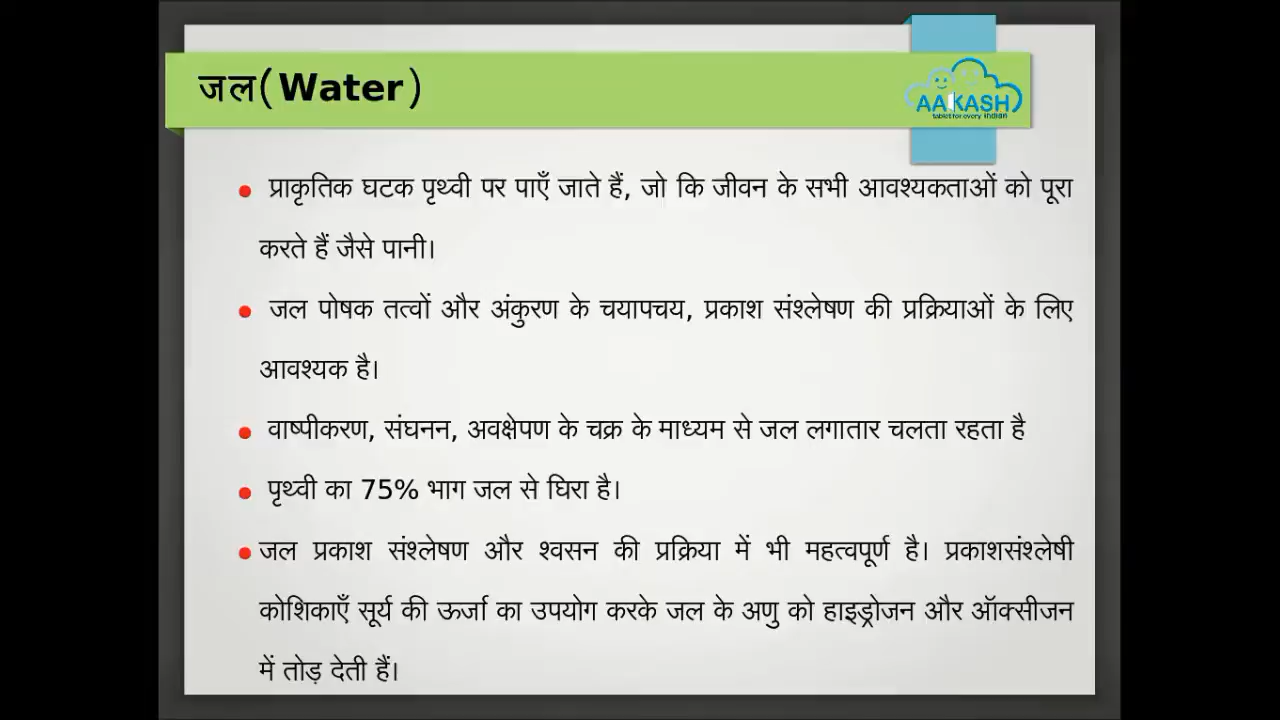 जल(Water)
AAKASH
tablet for every indian
प्राकृतिक घटक पृथ्वी पर पाएँ जाते हैं, जो कि जीवन के सभी आवश्यकताओं को पूरा
करते हैं जैसे पानी।
जल पोषक तत्वों और अंकुरण के चयापचय, प्रकाश संश्लेषण की प्रक्रियाओं के लिए
आवश्यक है।
वाष्पीकरण, संघनन, अवक्षेपण के चक्र के माध्यम से जल लगातार चलता रहता है
पृथ्वी का 75% भाग जल से घिरा है।
जल प्रकाश संश्लेषण और श्वसन की प्रक्रिया में भी महत्वपूर्ण है। प्रकाशसंश्लेषी
कोशिकाएँ सूर्य की ऊर्जा का उपयोग करके जल के अणु को हाइड्रोजन और ऑक्सीजन
में तोड़ देती हैं।